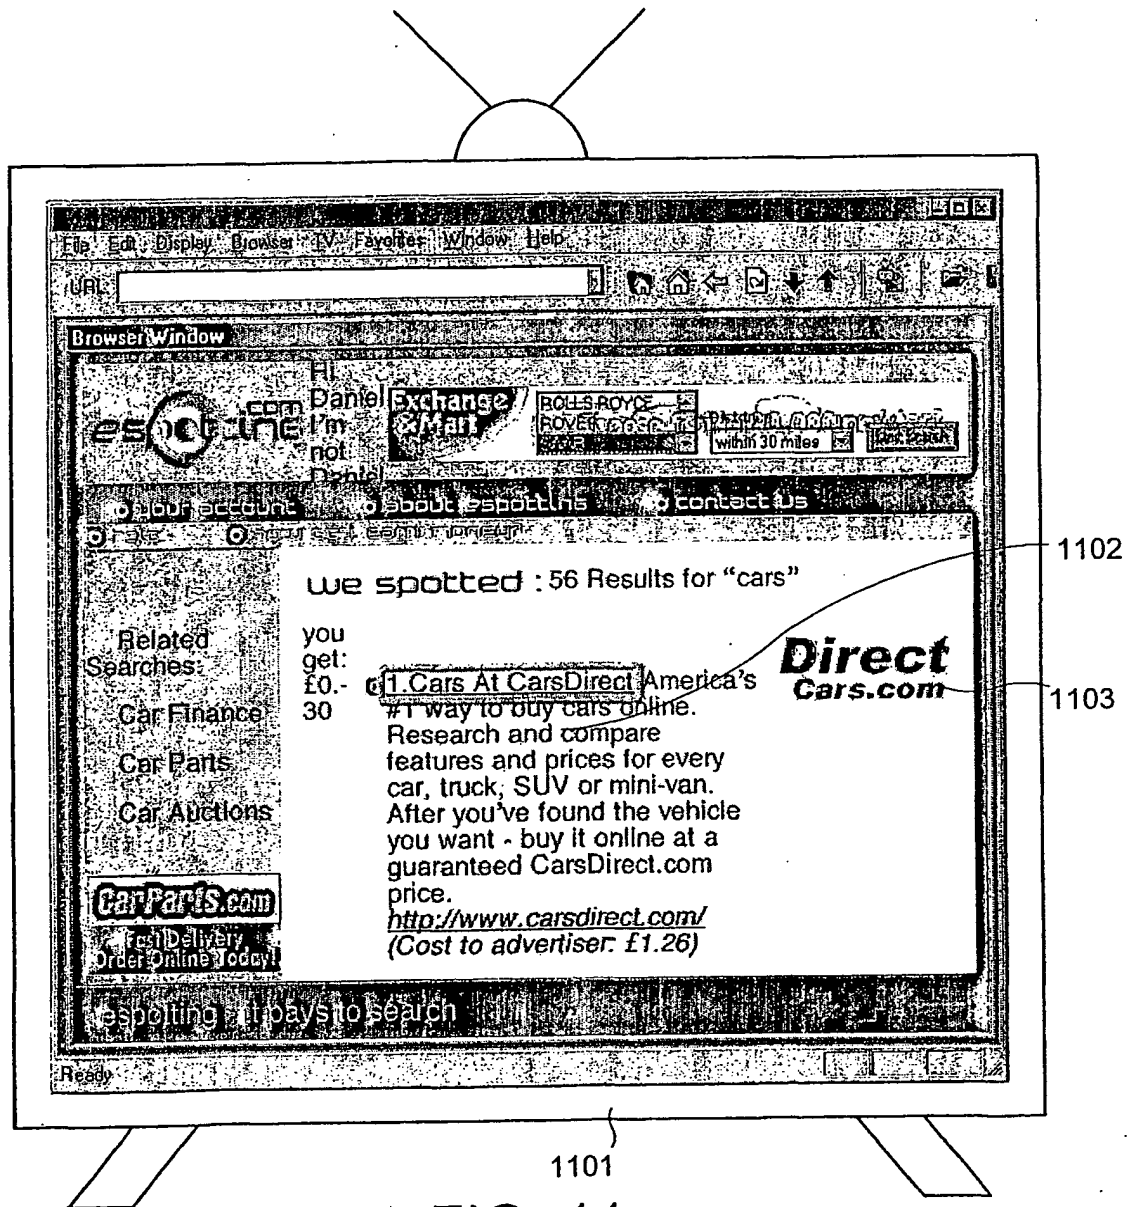 File Edit Display Browser TV Favorites Window Help
URL:
Browser Window
Hi
Daniel
I'm
not
Daniel
Exchange
&Mart
ROLLS-ROYCE
ROVER
within 30 miles
your account about espotting contact us
we spotted : 56 Results for "cars"
Related
Searches:
Car Finance
Car Parts
Car Auctions
you
get:
£0.-
30
1.Cars At CarsDirect America's
#1 way to buy cars online.
Research and compare
features and prices for every
car, truck, SUV or mini-van.
After you've found the vehicle
you want - buy it online at a
guaranteed CarsDirect.com
price.
http://www.carsdirect.com/
(Cost to advertiser: £1.26)
Direct
Cars.com
1102
1103
CarParts.com
Fast Delivery
Order Online Today!
espotting it pays to search
Ready
1101